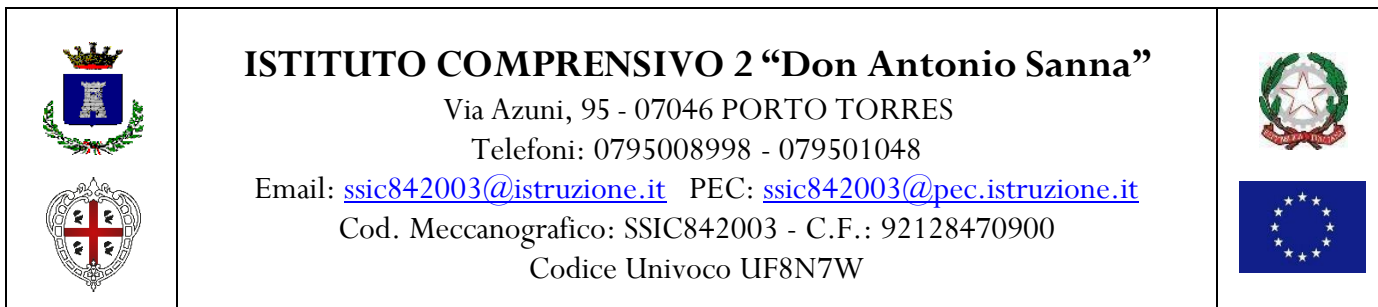 ISTITUTO COMPRENSIVO 2 “Don Antonio Sanna”
Via Azuni, 95 - 07046 PORTO TORRES
Telefoni: 0795008998 - 079501048
Email: ssic842003@istruzione.it PEC: ssic842003@pec.istruzione.it
Cod. Meccanografico: SSIC842003 - C.F.: 92128470900
Codice Univoco UF8N7W